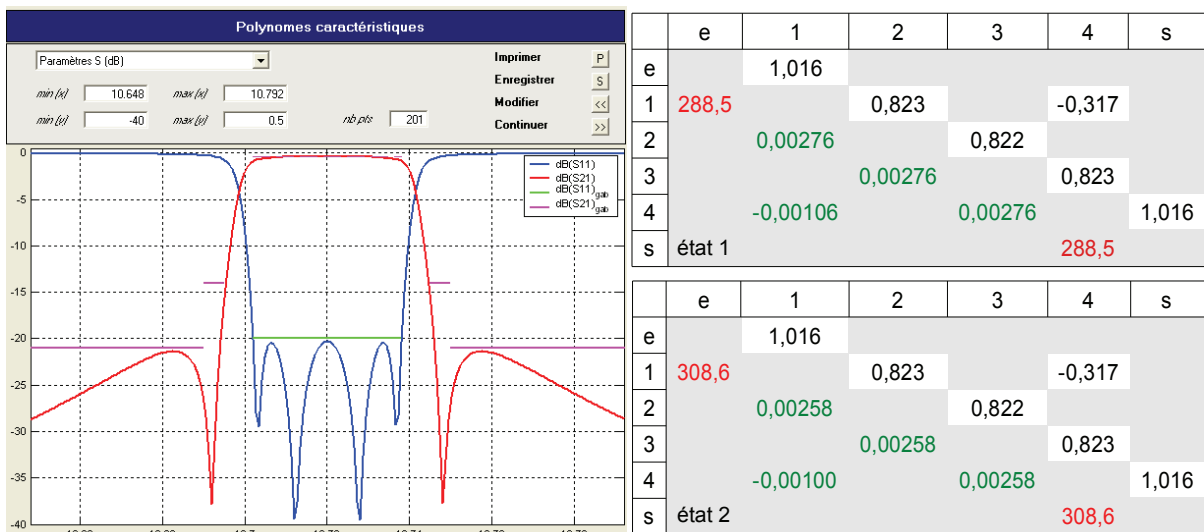 Polynomes caractéristiques
Paramètres S (dB)
min (x) 10.648 max (x) 10.792
min (y) -40 max (y) 0.5 nb pts 201
Imprimer P
Enregistrer S
Modifier <<
Continuer >>
dB(S11)
dB(S21)
dB(S11)gab
dB(S21)gab
0
-5
-10
-15
-20
-25
-30
-35
-40
e 1 2 3 4 s
e 1,016
1 288,5 0,823 -0,317
2 0,00276 0,822
3 0,00276 0,823
4 -0,00106 0,00276 1,016
s état 1 288,5
e 1 2 3 4 s
e 1,016
1 308,6 0,823 -0,317
2 0,00258 0,822
3 0,00258 0,823
4 -0,00100 0,00258 1,016
s état 2 308,6